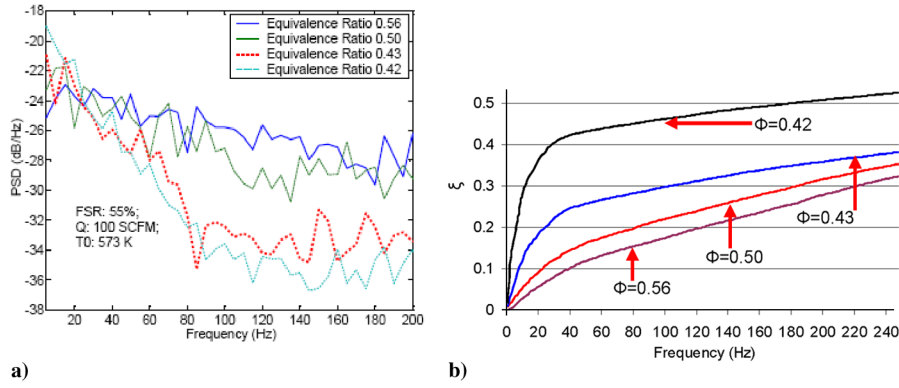 -18
-20
-22
-24
-26
-28
-30
-32
-34
-36
-38
PSD (dB/Hz)
Equivalence Ratio 0.56
Equivalence Ratio 0.50
Equivalence Ratio 0.43
Equivalence Ratio 0.42
FSR: 55%;
Q: 100 SCFM;
T0: 573 K
20 40 60 80 100 120 140 160 180 200
Frequency (Hz)
a)
0.5
0.4
0.3
0.2
0.1
0
ξ
Φ=0.42
Φ=0.43
Φ=0.50
Φ=0.56
0 20 40 60 80 100 120 140 160 180 200 220 240
Frequency (Hz)
b)